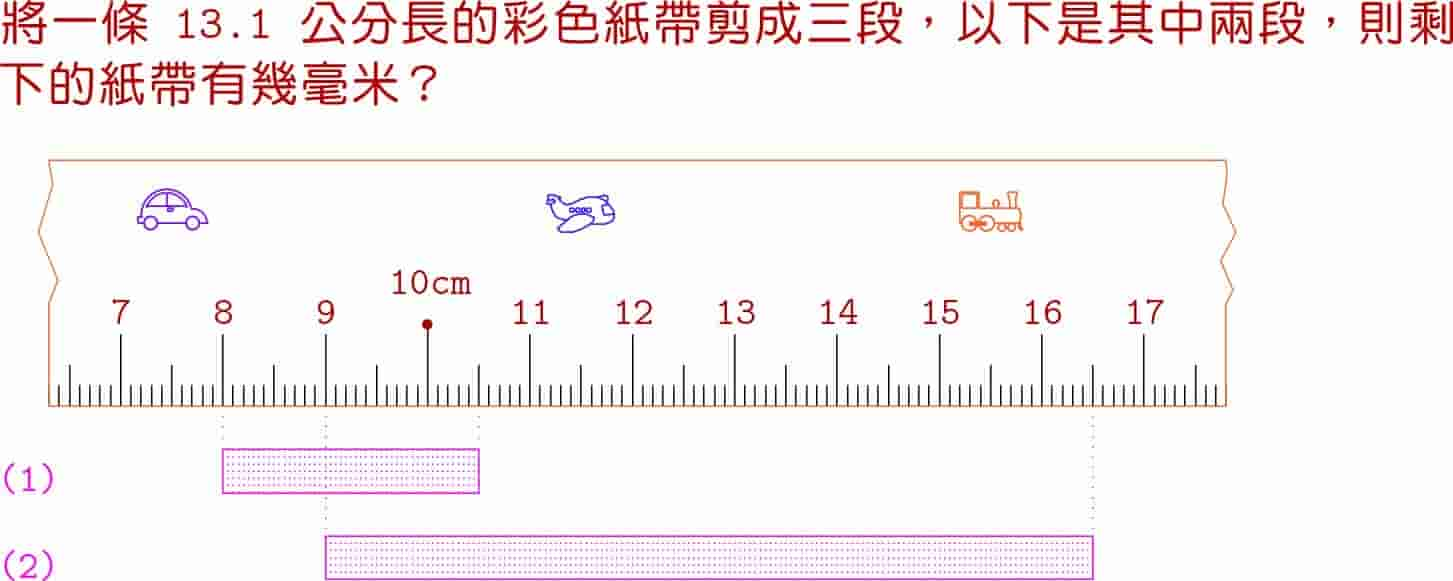 將一條 13.1 公分長的彩色紙帶剪成三段，以下是其中兩段，則剩
下的紙帶有幾毫米？
10cm
7 8 9 11 12 13 14 15 16 17
(1)
(2)